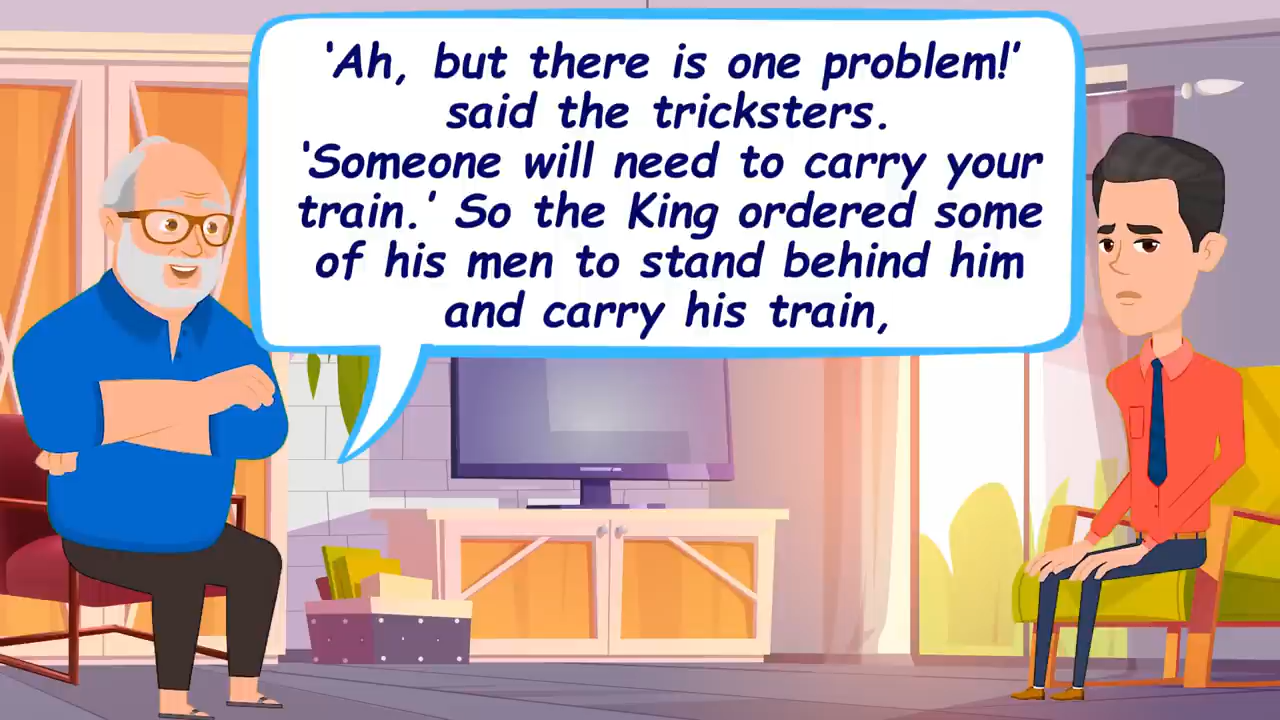 ‘Ah, but there is one problem!’
said the tricksters.
‘Someone will need to carry your
train.’ So the King ordered some
of his men to stand behind him
and carry his train,